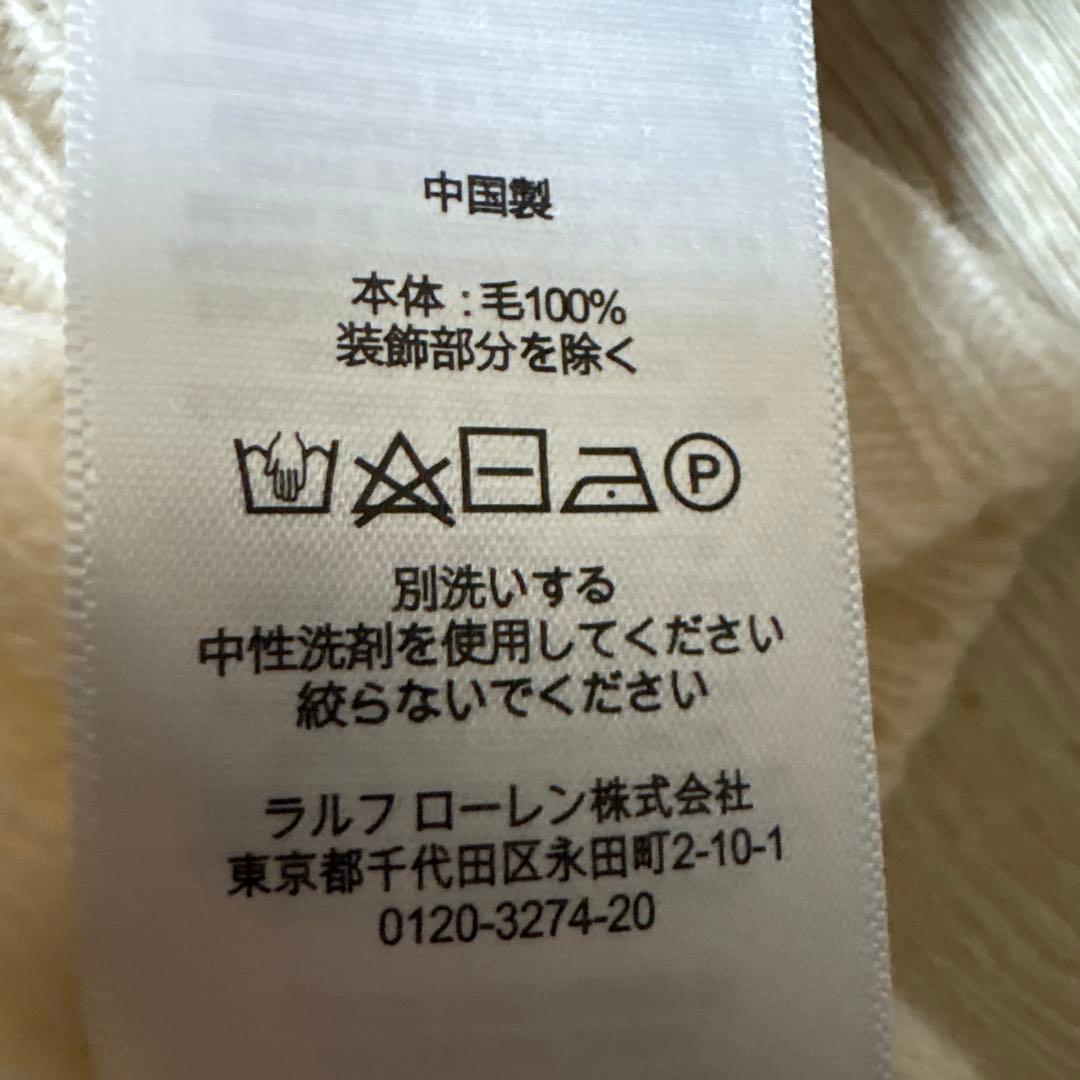 中国製
本体:毛100%
装飾部分を除く
P
別洗いする
中性洗剤を使用してください
絞らないでください
ラルフ ローレン株式会社
東京都千代田区永田町2-10-1
0120-3274-20